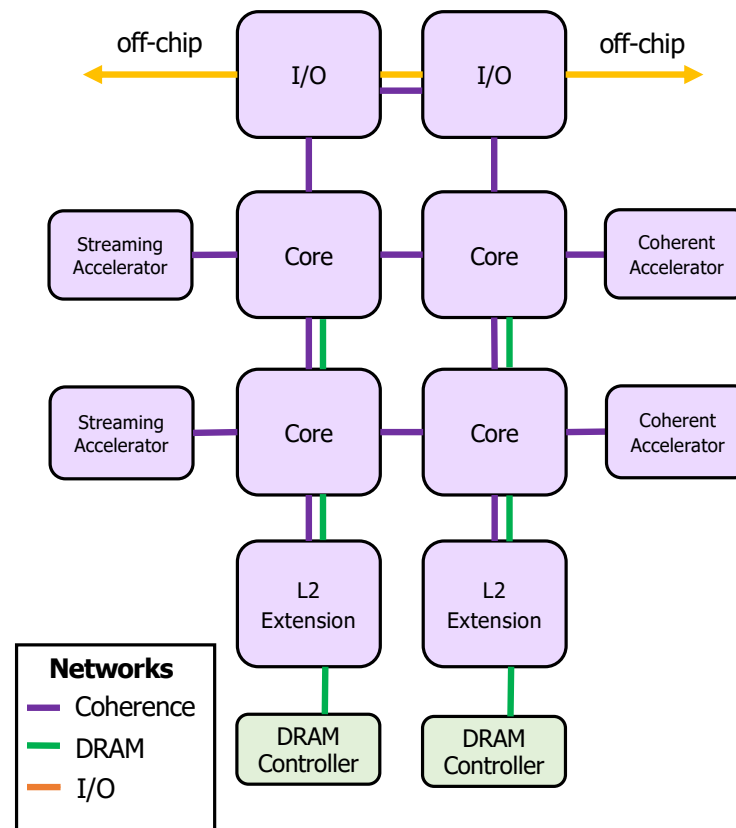 off-chip
off-chip
I/O
I/O
Streaming
Accelerator
Core
Core
Coherent
Accelerator
Streaming
Accelerator
Core
Core
Coherent
Accelerator
L2
Extension
L2
Extension
Networks
Coherence
DRAM
I/O
DRAM
Controller
DRAM
Controller